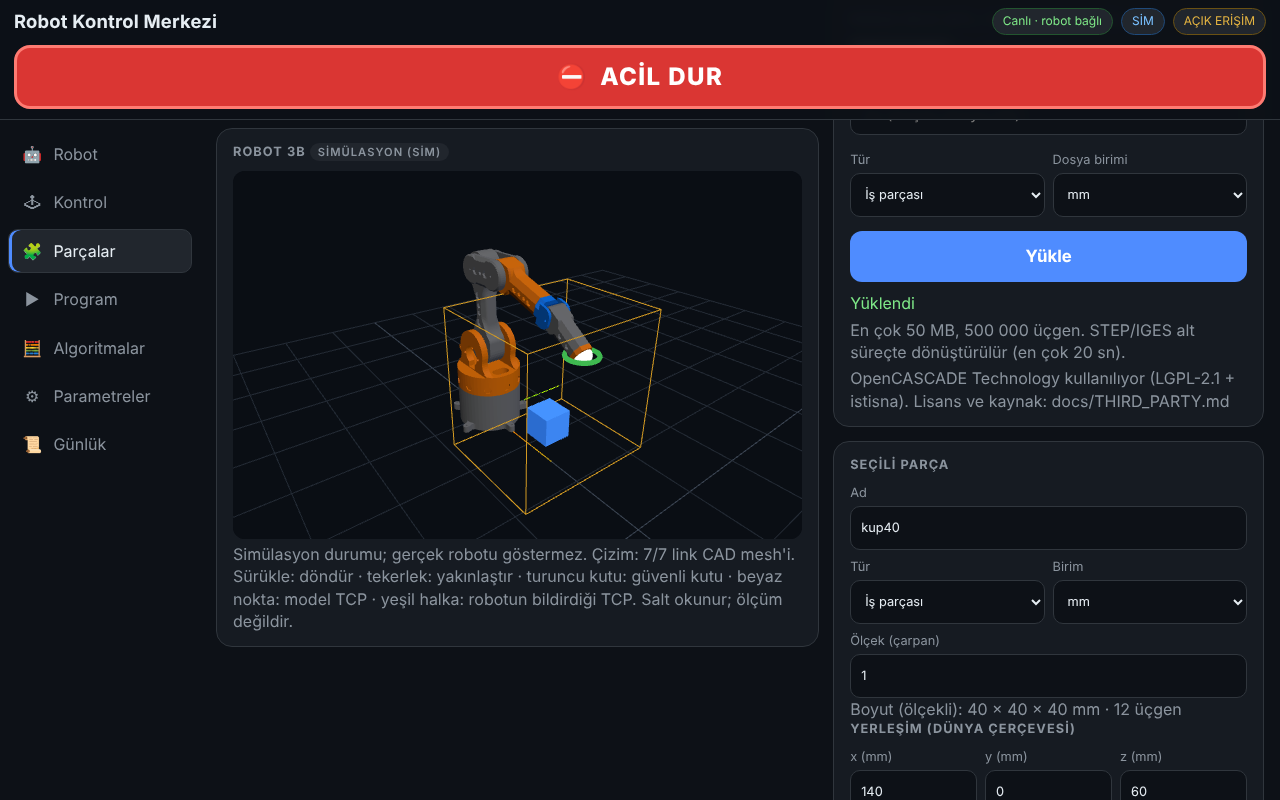 Robot Kontrol Merkezi
Canlı · robot bağlı
SİM
AÇIK ERİŞİM
ACİL DUR
Robot
Kontrol
Parçalar
Program
Algoritmalar
Parametreler
Günlük
ROBOT 3B SİMÜLASYON (SİM)
Simülasyon durumu; gerçek robotu göstermez. Çizim: 7/7 link CAD mesh'i.
Sürükle: döndür · tekerlek: yakınlaştır · turuncu kutu: güvenli kutu · beyaz
nokta: model TCP · yeşil halka: robotun bildirdiği TCP. Salt okunur; ölçüm
değildir.
Tür
Dosya birimi
İş parçası
mm
Yükle
Yüklendi
En çok 50 MB, 500 000 üçgen. STEP/IGES alt
süreçte dönüştürülür (en çok 20 sn).
OpenCASCADE Technology kullanılıyor (LGPL-2.1 +
istisna). Lisans ve kaynak: docs/THIRD_PARTY.md
SEÇİLİ PARÇA
Ad
kup40
Tür
Birim
İş parçası
mm
Ölçek (çarpan)
1
Boyut (ölçekli): 40 × 40 × 40 mm · 12 üçgen
YERLEŞİM (DÜNYA ÇERÇEVESİ)
x (mm)
y (mm)
z (mm)
140
0
60